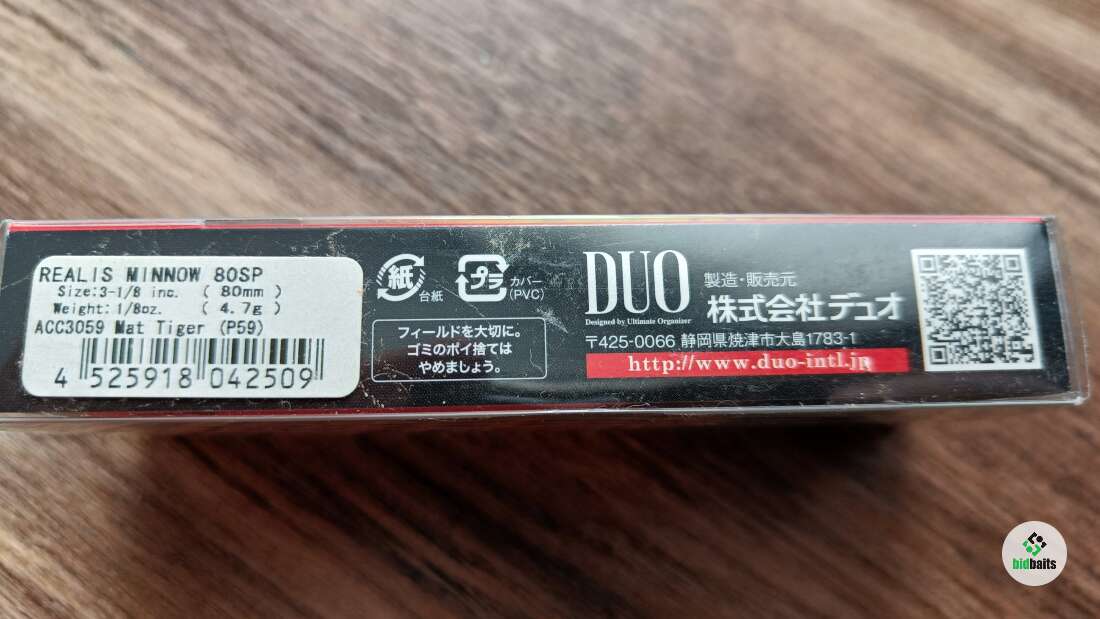 REALIS MINNOW 80SP
Size:3-1/8 inc. ( 80mm )
Weight:1/8oz. ( 4.7g )
ACC3059 Mat Tiger (P59)
4 525918 042509
紙
台紙
プラ
カバー
(PVC)
フィールドを大切に。
ゴミのポイ捨ては
やめましょう。
DUO
Designed by Ultimate Organizer
製造・販売元
株式会社デュオ
〒425-0066 静岡県焼津市大島1783-1
http://www.duo-intl.jp
bidbaits